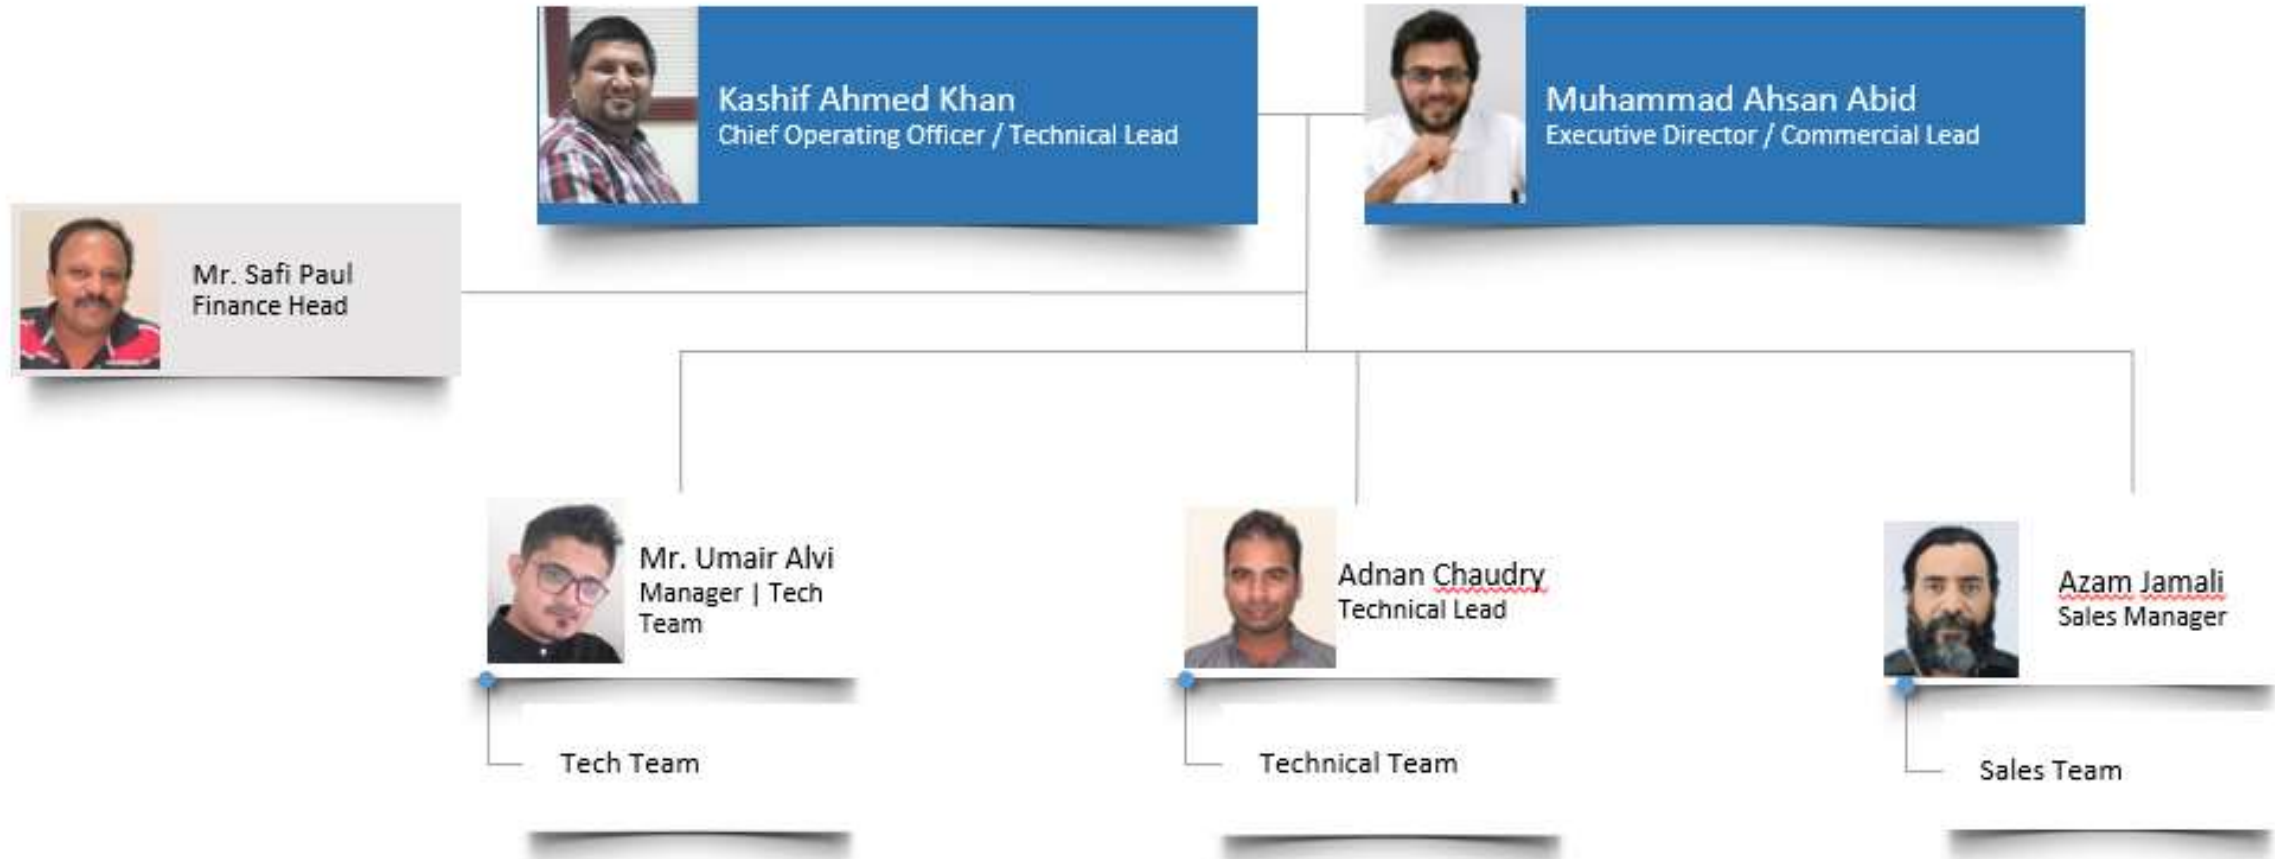 Kashif Ahmed Khan
Chief Operating Officer / Technical Lead
Muhammad Ahsan Abid
Executive Director / Commercial Lead
Mr. Safi Paul
Finance Head
Mr. Umair Alvi
Manager | Tech
Team
Adnan Chaudry
Technical Lead
Azam Jamali
Sales Manager
Tech Team
Technical Team
Sales Team